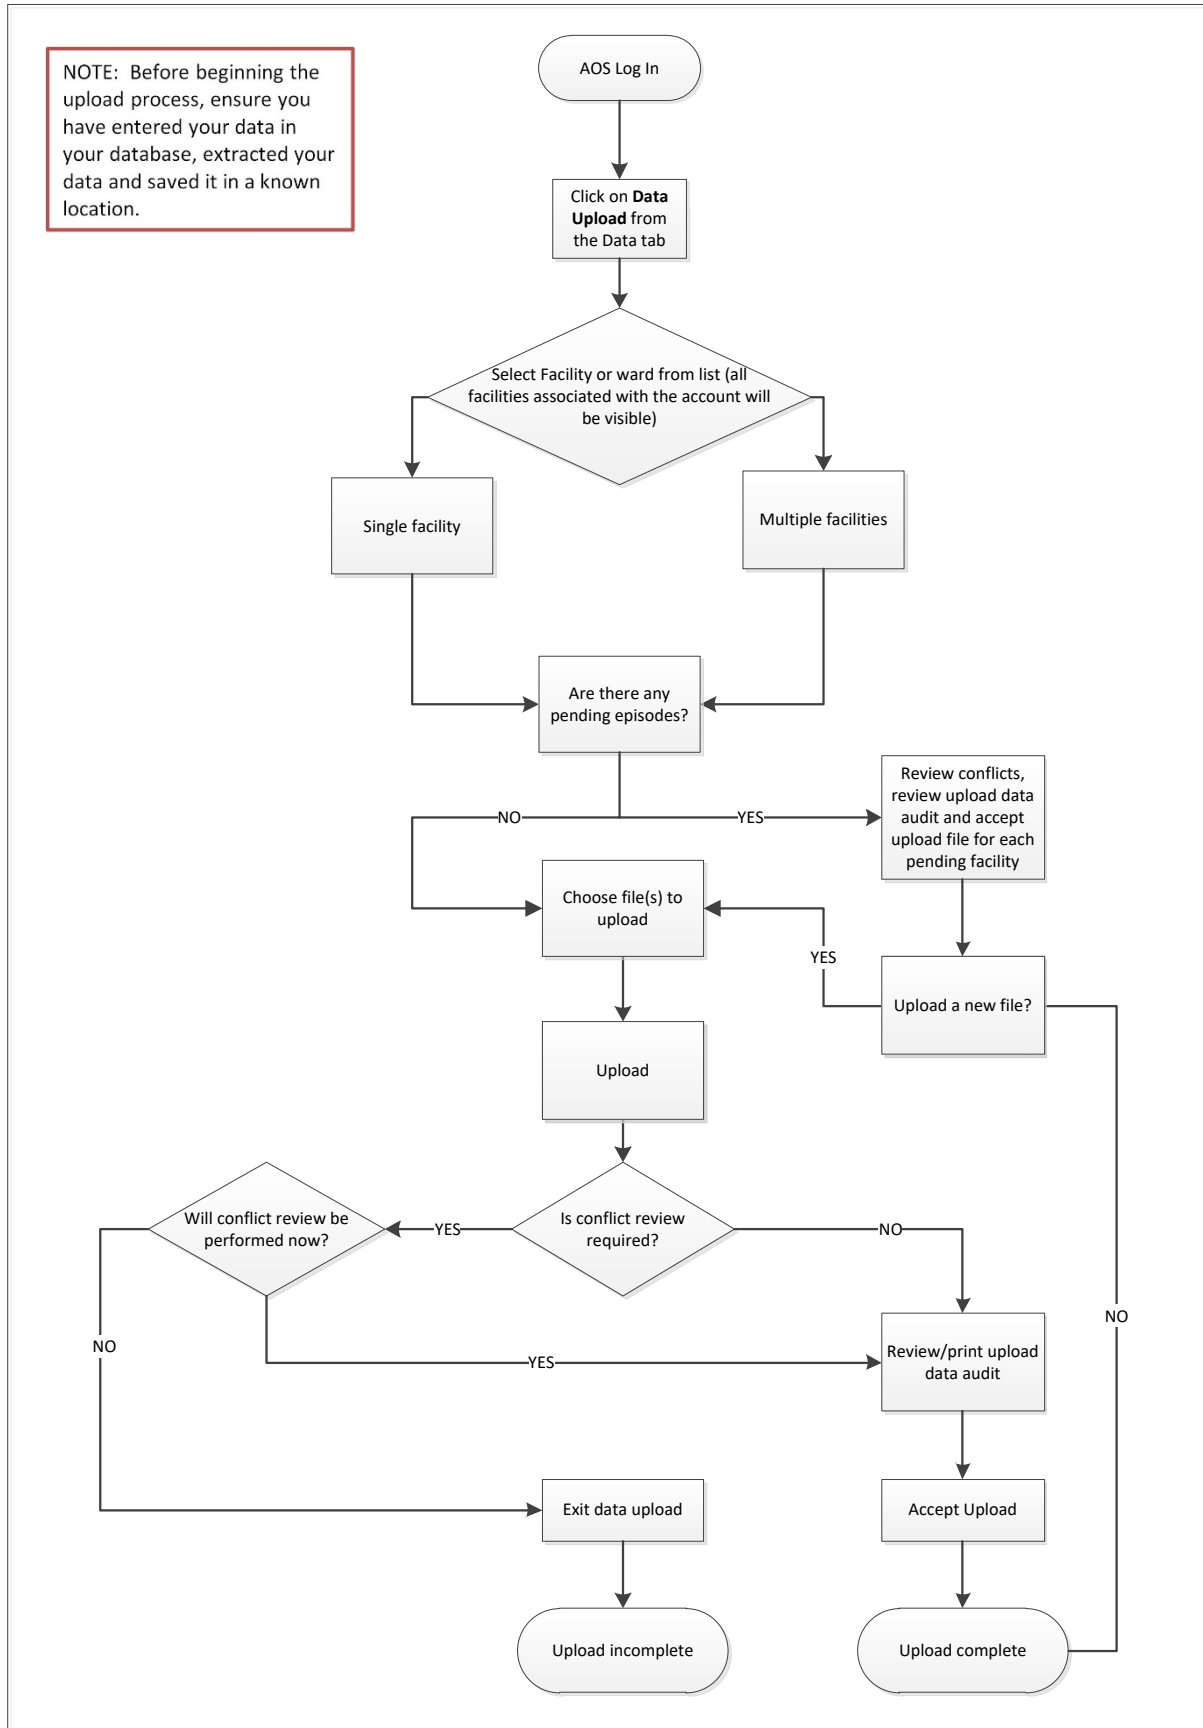 NOTE:  Before beginning the
upload process, ensure you
have entered your data in
your database, extracted your
data and saved it in a known
location.
AOS Log In
Click on Data
Upload from
the Data tab
Select Facility or ward from list (all
facilities associated with the account will
be visible)
Single facility
Multiple facilities
Are there any
pending episodes?
NO
YES
Review conflicts,
review upload data
audit and accept
upload file for each
pending facility
Choose file(s) to
upload
YES
Upload a new file?
Upload
Will conflict review be
performed now?
YES
Is conflict review
required?
NO
NO
NO
YES
Review/print upload
data audit
Exit data upload
Accept Upload
Upload incomplete
Upload complete